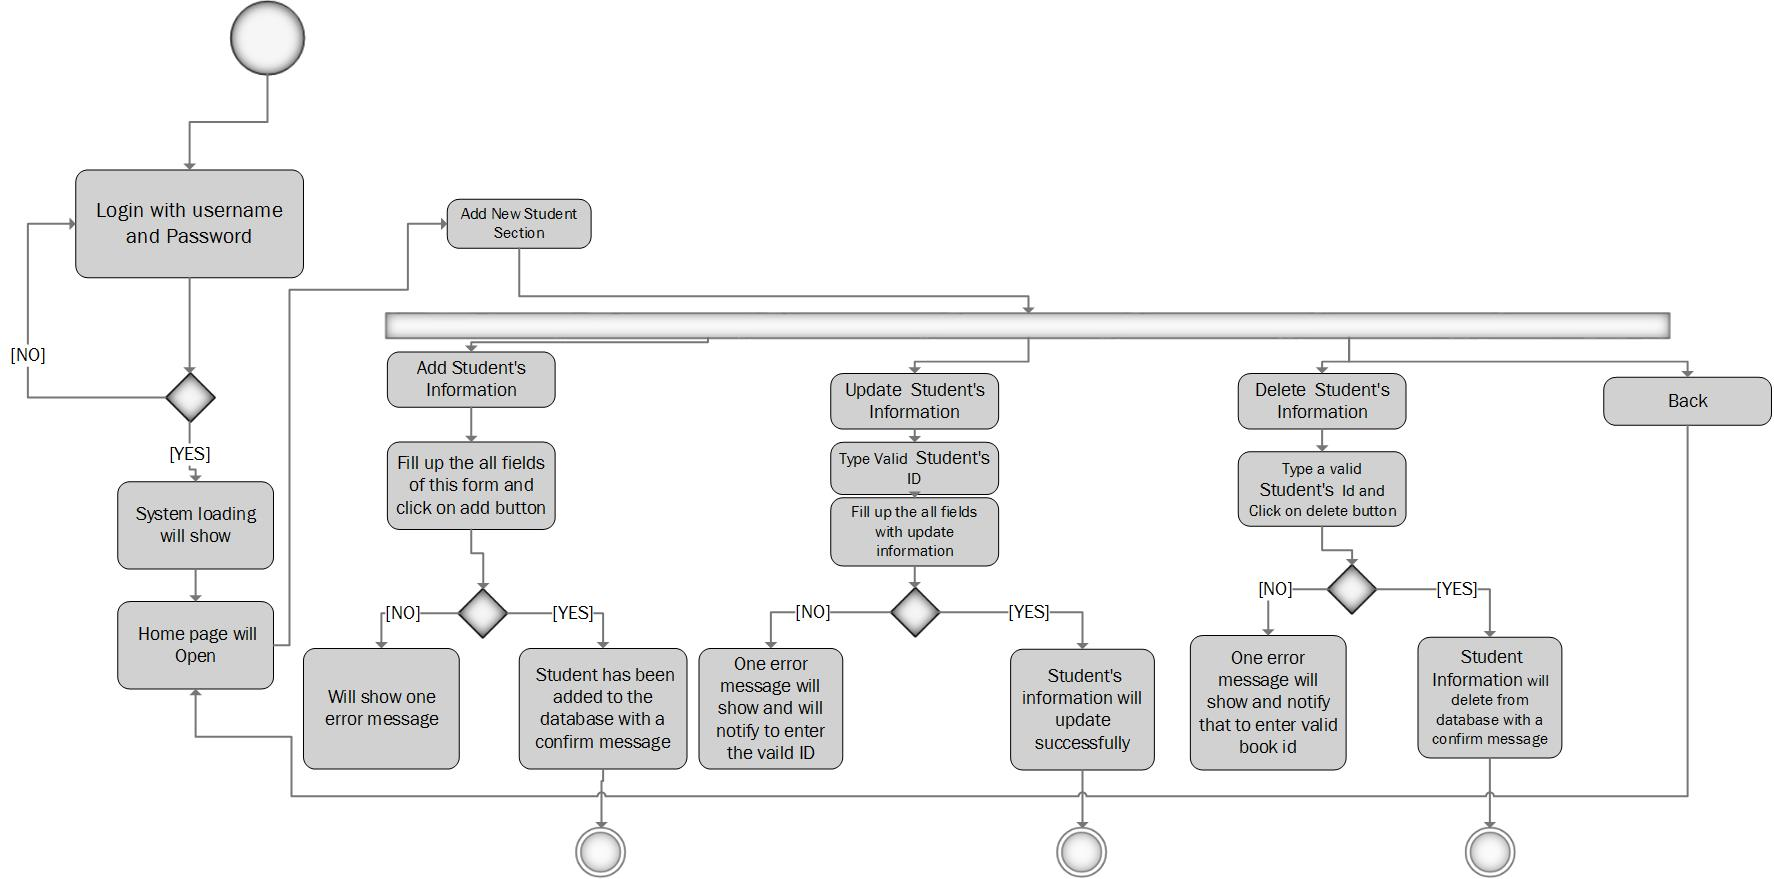 Login with username
and Password
[NO]
[YES]
System loading
will show
Home page will
Open
Add New Student
Section
Add Student's
Information
Fill up the all fields
of this form and
click on add button
[NO]
[YES]
Will show one
error message
Student has been
added to the
database with a
confirm message
Update Student's
Information
Type Valid Student's
ID
Fill up the all fields
with update
information
[NO]
[YES]
One error
message will
show and will
notify to enter
the vaild ID
Student's
information will
update
successfully
Delete Student's
Information
Type a valid
Student's Id and
Click on delete button
[NO]
[YES]
One error
message will
show and notify
that to enter valid
book id
Student
Information will
delete from
database with a
confirm message
Back